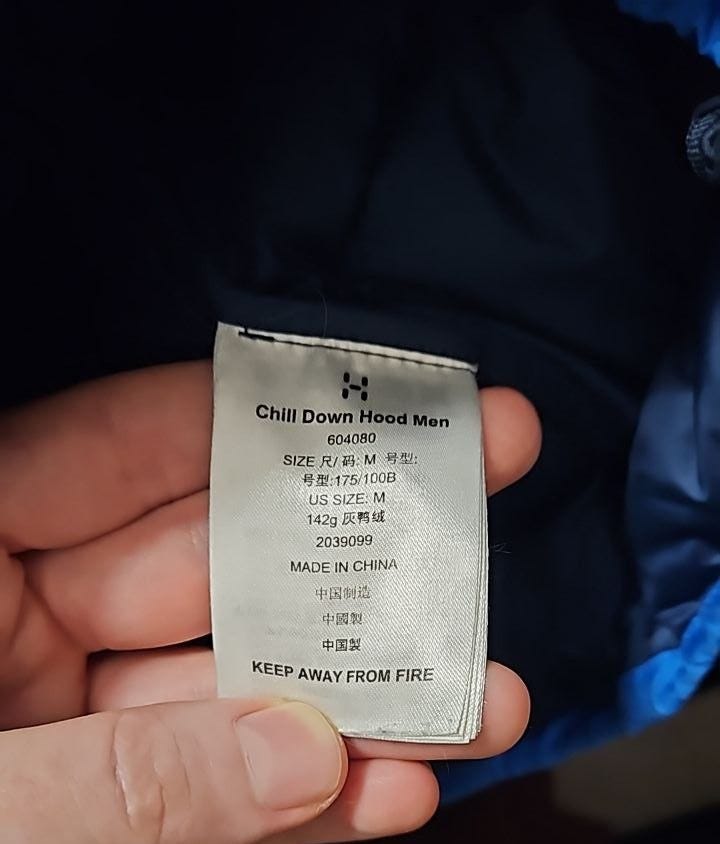 Chill Down Hood Men
604080
SIZE 尺/ 码: M 号型:
号型:175/100B
US SIZE: M
142g 灰鸭绒
2039099
MADE IN CHINA
中国制造
中國製
中国製
KEEP AWAY FROM FIRE